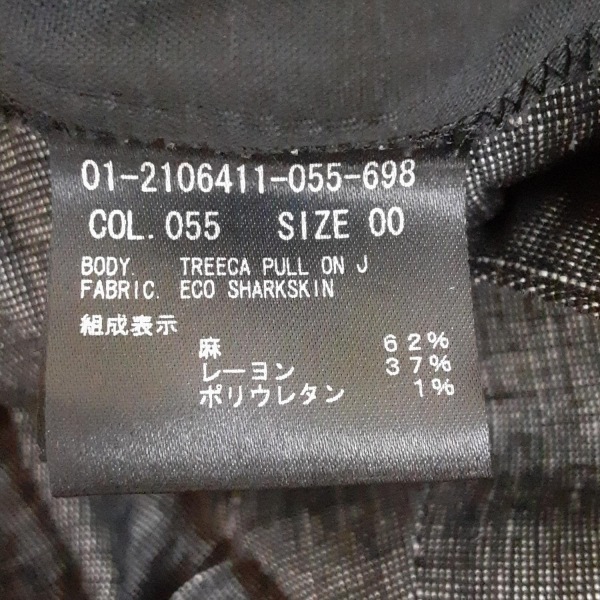 01-2106411-055-698
COL.055 SIZE 00
BODY. TREECA PULL ON J
FABRIC. ECO SHARKSKIN
組成表示
麻 62%
レーヨン 37%
ポリウレタン 1%